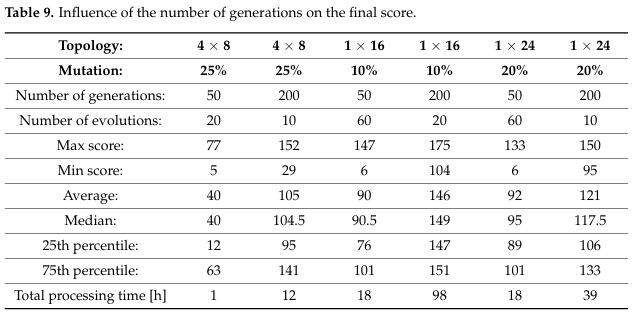 Table 9. Influence of the number of generations on the final score.
Topology: 4 × 8 4 × 8 1 × 16 1 × 16 1 × 24 1 × 24
Mutation: 25% 25% 10% 10% 20% 20%
Number of generations: 50 200 50 200 50 200
Number of evolutions: 20 10 60 20 60 10
Max score: 77 152 147 175 133 150
Min score: 5 29 6 104 6 95
Average: 40 105 90 146 92 121
Median: 40 104.5 90.5 149 95 117.5
25th percentile: 12 95 76 147 89 106
75th percentile: 63 141 101 151 101 133
Total processing time [h] 1 12 18 98 18 39